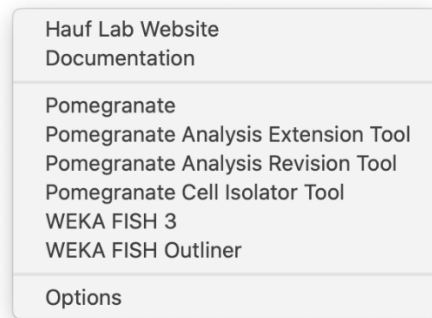 Hauf Lab Website
Documentation
Pomegranate
Pomegranate Analysis Extension Tool
Pomegranate Analysis Revision Tool
Pomegranate Cell Isolator Tool
WEKA FISH 3
WEKA FISH Outliner
Options